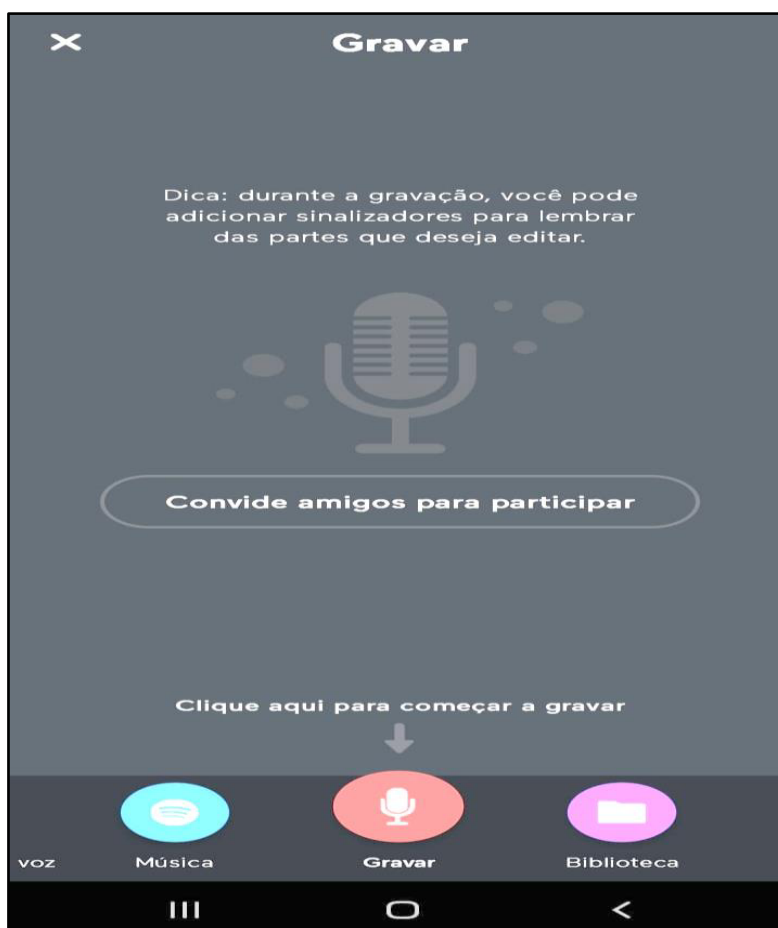 Gravar
Dica: durante a gravação, você pode
adicionar sinalizadores para lembrar
das partes que deseja editar.
Convide amigos para participar
Clique aqui para começar a gravar
voz
Música
Gravar
Biblioteca